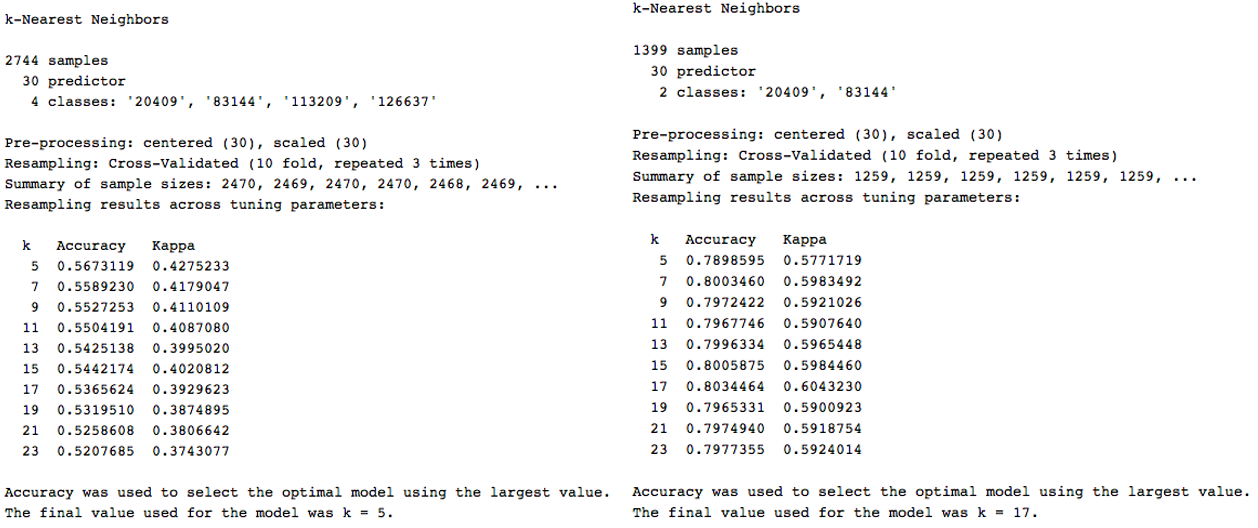 k-Nearest Neighbors
2744 samples
30 predictor
4 classes: '20409', '83144', '113209', '126637'
Pre-processing: centered (30), scaled (30)
Resampling: Cross-Validated (10 fold, repeated 3 times)
Summary of sample sizes: 2470, 2469, 2470, 2470, 2468, 2469, ...
Resampling results across tuning parameters:
k Accuracy Kappa
5 0.5673119 0.4275233
7 0.5589230 0.4179047
9 0.5527253 0.4110109
11 0.5504191 0.4087080
13 0.5425138 0.3995020
15 0.5442174 0.4020812
17 0.5365624 0.3929623
19 0.5319510 0.3874895
21 0.5258608 0.3806642
23 0.5207685 0.3743077
Accuracy was used to select the optimal model using the largest value.
The final value used for the model was k = 5.
k-Nearest Neighbors
1399 samples
30 predictor
2 classes: '20409', '83144'
Pre-processing: centered (30), scaled (30)
Resampling: Cross-Validated (10 fold, repeated 3 times)
Summary of sample sizes: 1259, 1259, 1259, 1259, 1259, 1259, ...
Resampling results across tuning parameters:
k Accuracy Kappa
5 0.7898595 0.5771719
7 0.8003460 0.5983492
9 0.7972422 0.5921026
11 0.7967746 0.5907640
13 0.7996334 0.5965448
15 0.8005875 0.5984460
17 0.8034464 0.6043230
19 0.7965331 0.5900923
21 0.7974940 0.5918754
23 0.7977355 0.5924014
Accuracy was used to select the optimal model using the largest value.
The final value used for the model was k = 17.